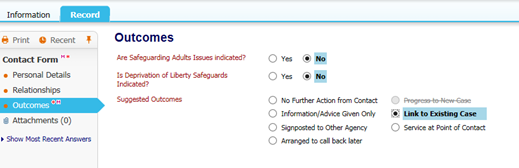 Information Record
Print Recent
Contact Form
Personal Details
Relationships
Outcomes
Attachments (0)
Show Most Recent Answers
Outcomes
Are Safeguarding Adults Issues indicated? Yes No
Is Deprivation of Liberty Safeguards Indicated? Yes No
Suggested Outcomes
No Further Action from Contact Progress to New Case
Information/Advice Given Only Link to Existing Case
Signposted to Other Agency Service at Point of Contact
Arranged to call back later